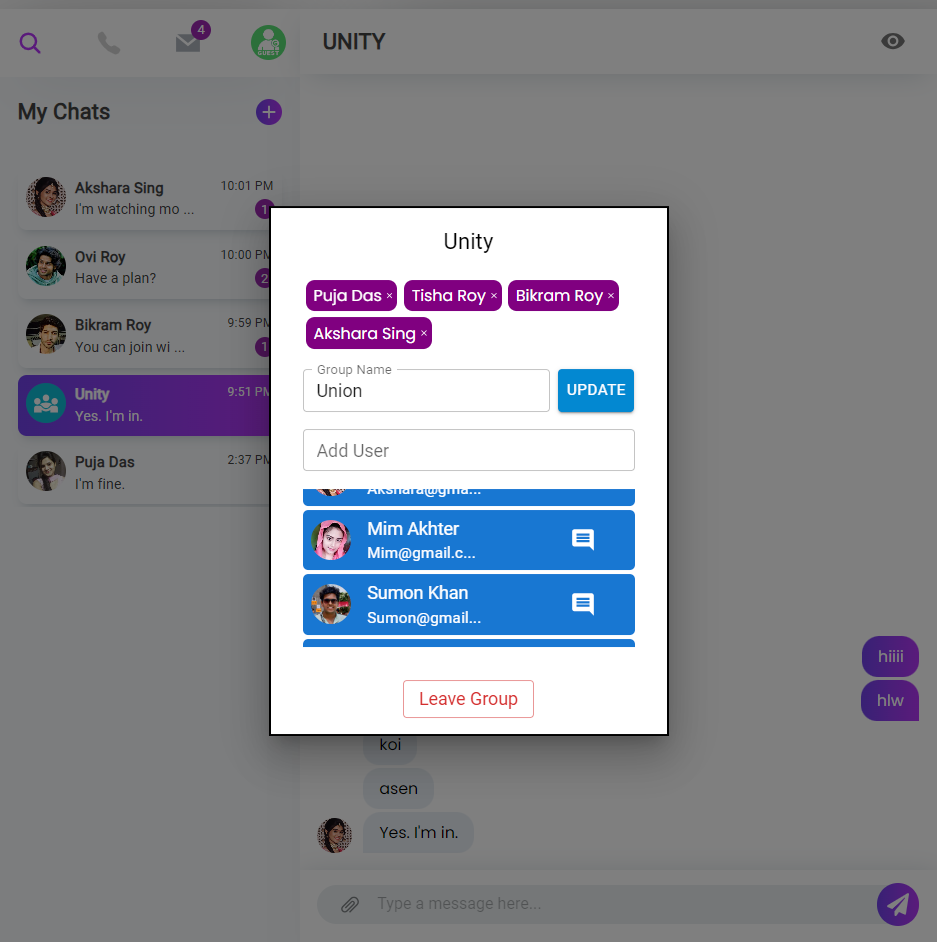 4
GUEST
UNITY
My Chats
+
Akshara Sing 10:01 PM
I'm watching mo ... 1
Ovi Roy 10:00 PM
Have a plan? 2
Bikram Roy 9:59 PM
You can join wi ... 1
Unity 9:51 PM
Yes. I'm in.
Puja Das 2:37 PM
I'm fine.
Unity
Puja Das × Tisha Roy × Bikram Roy ×
Akshara Sing ×
Group Name
Union UPDATE
Add User
Akshara@gma...
Mim Akhter
Mim@gmail.c...
Sumon Khan
Sumon@gmail...
Leave Group
hiiii
hlw
koi
asen
Yes. I'm in.
Type a message here...